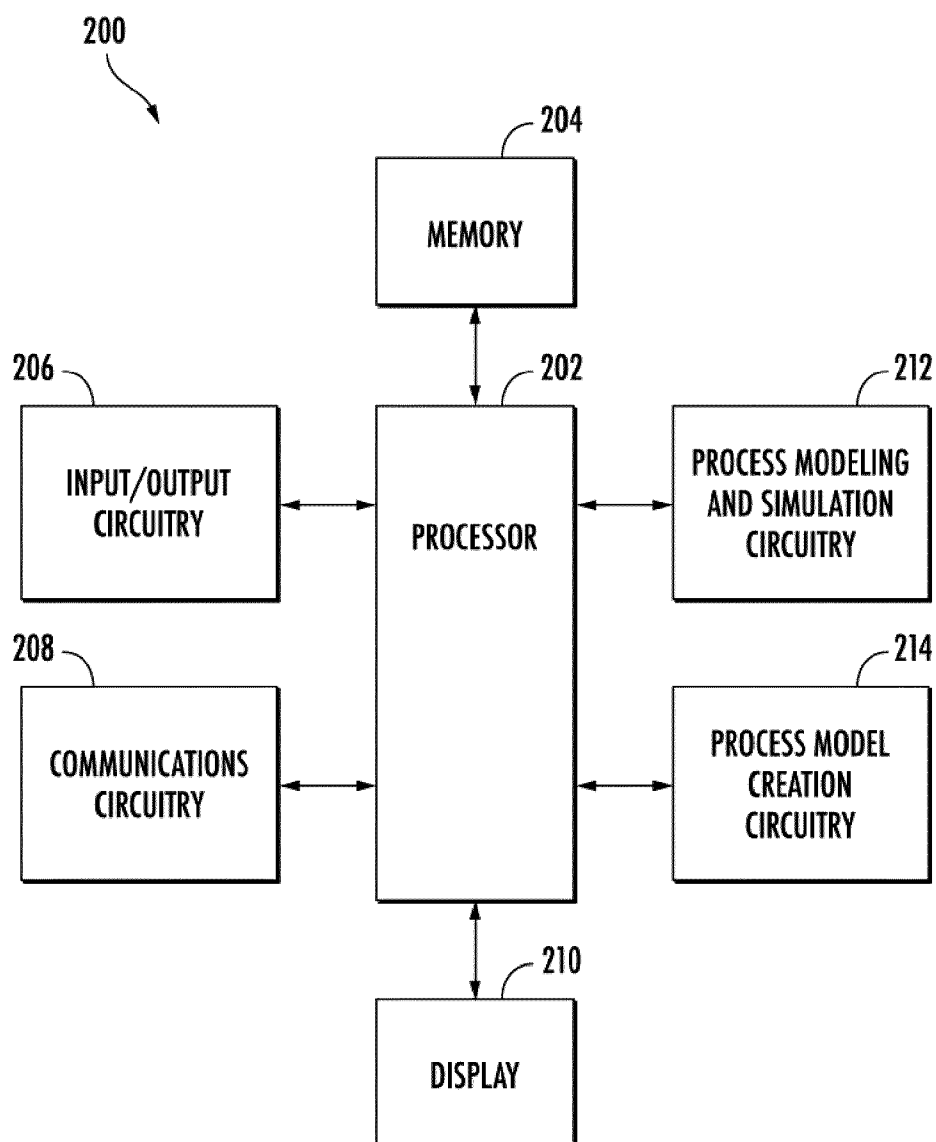 200
204
MEMORY
206
202
212
INPUT/OUTPUT
CIRCUITRY
PROCESSOR
PROCESS MODELING
AND SIMULATION
CIRCUITRY
208
214
COMMUNICATIONS
CIRCUITRY
PROCESS MODEL
CREATION
CIRCUITRY
210
DISPLAY